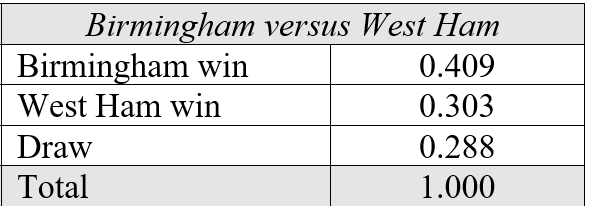 Birmingham versus West Ham
Birmingham win 0.409
West Ham win 0.303
Draw 0.288
Total 1.000